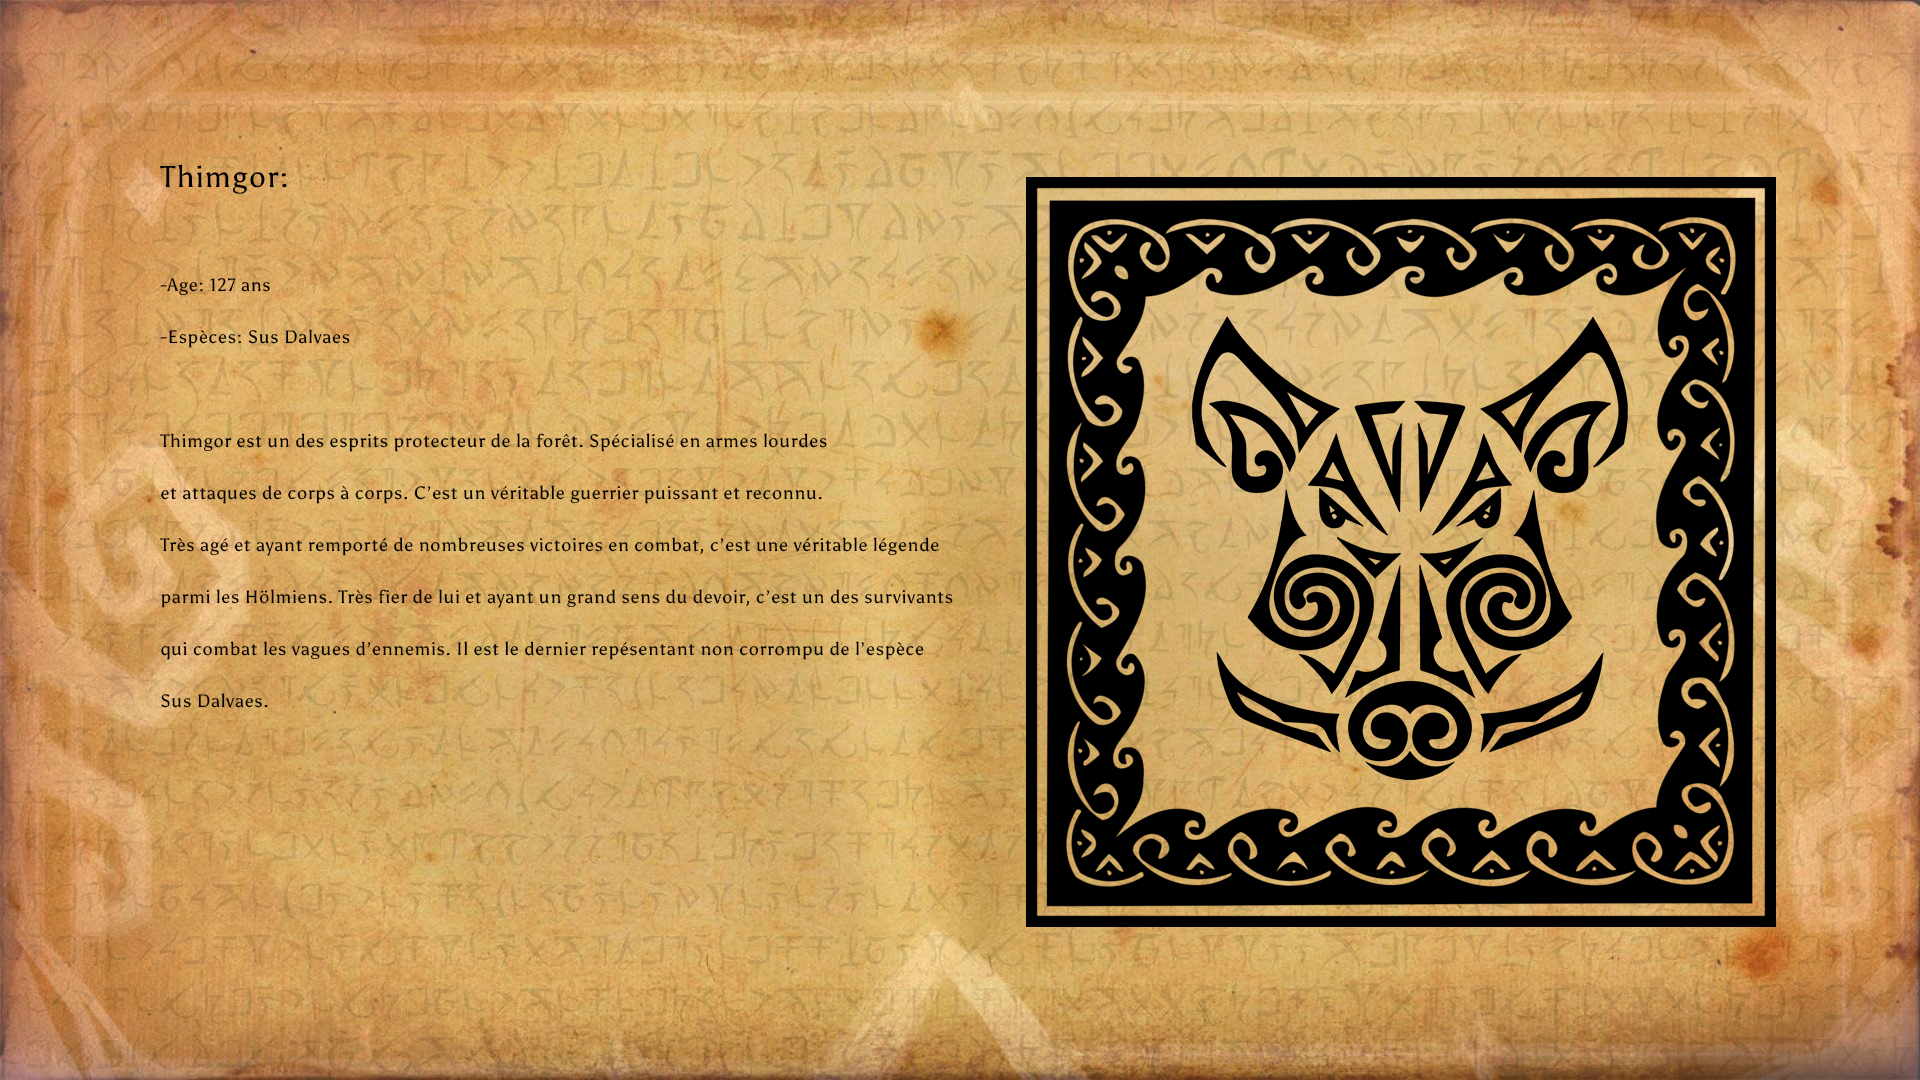 Thimgor:
-Age: 127 ans
-Espèces: Sus Dalvaes
Thimgor est un des esprits protecteur de la forêt. Spécialisé en armes lourdes
et attaques de corps à corps. C’est un véritable guerrier puissant et reconnu.
Très agé et ayant remporté de nombreuses victoires en combat, c’est une véritable légende
parmi les Hölmiens. Très fier de lui et ayant un grand sens du devoir, c’est un des survivants
qui combat les vagues d’ennemis. Il est le dernier repésentant non corrompu de l’espèce
Sus Dalvaes.